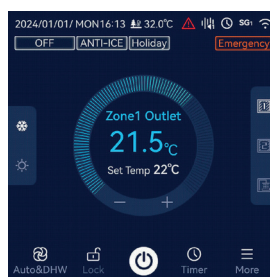 2024/01/01/ MON16:13 32.0℃ SG1
OFF ANTI-ICE Holiday Emergency
Zone1 Outlet
21.5℃
Set Temp 22℃
Auto&DHW Lock Timer More